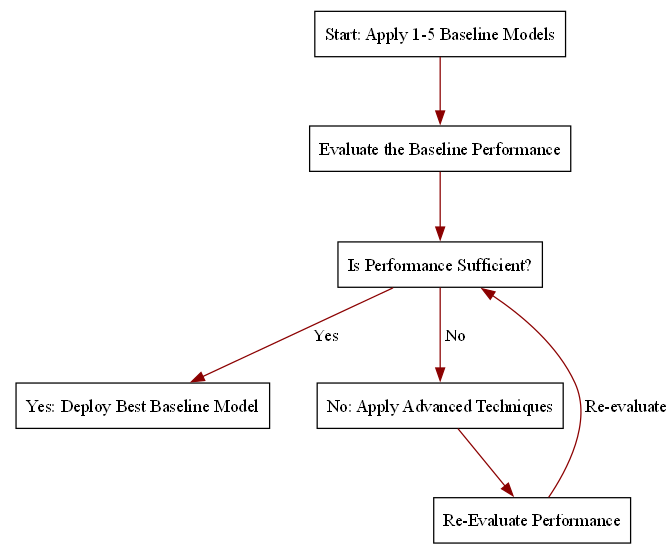 Start: Apply 1-5 Baseline Models
Evaluate the Baseline Performance
Is Performance Sufficient?
Yes
No
Yes: Deploy Best Baseline Model
No: Apply Advanced Techniques
Re-evaluate
Re-Evaluate Performance